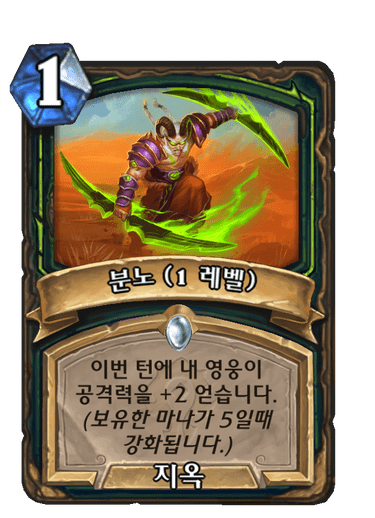 1
분노 (1 레벨)
이번 턴에 내 영웅이
공격력을 +2 얻습니다.
(보유한 마나가 5일때
강화됩니다.)
지옥